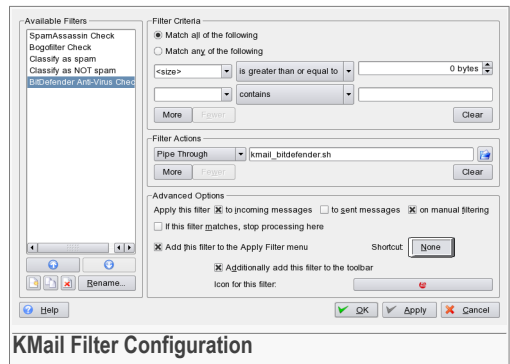 Available Filters
SpamAssassin Check
Bogofilter Check
Classify as spam
Classify as NOT spam
BitDefender Anti-Virus Chec
Rename...
Filter Criteria
Match all of the following
Match any of the following
<size> is greater than or equal to 0 bytes
contains
More Fewer Clear
Filter Actions
Pipe Through kmail_bitdefender.sh
More Fewer Clear
Advanced Options
Apply this filter to incoming messages to sent messages on manual filtering
If this filter matches, stop processing here
Add this filter to the Apply Filter menu Shortcut: None
Additionally add this filter to the toolbar
Icon for this filter:
Help OK Apply Cancel
KMail Filter Configuration